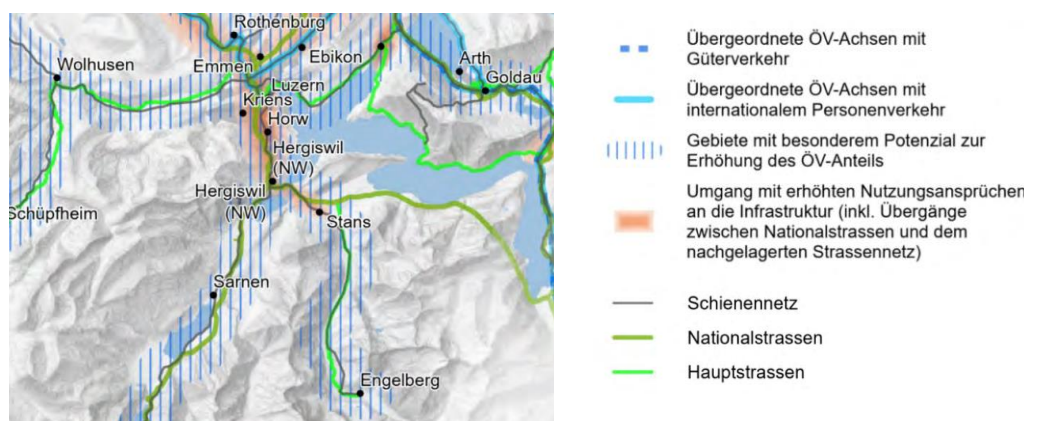 Rothenburg
Wolhusen
Emmen
Ebikon
Arth
Goldau
Luzern
Kriens
Horw
Hergiswil
(NW)
Hergiswil
(NW)
Schüpfheim
Stans
Sarnen
Engelberg
Übergeordnete ÖV-Achsen mit
Güterverkehr
Übergeordnete ÖV-Achsen mit
internationalem Personenverkehr
Gebiete mit besonderem Potenzial zur
Erhöhung des ÖV-Anteils
Umgang mit erhöhten Nutzungsansprüchen
an die Infrastruktur (inkl. Übergänge
zwischen Nationalstrassen und dem
nachgelagerten Strassennetz)
Schienennetz
Nationalstrassen
Hauptstrassen